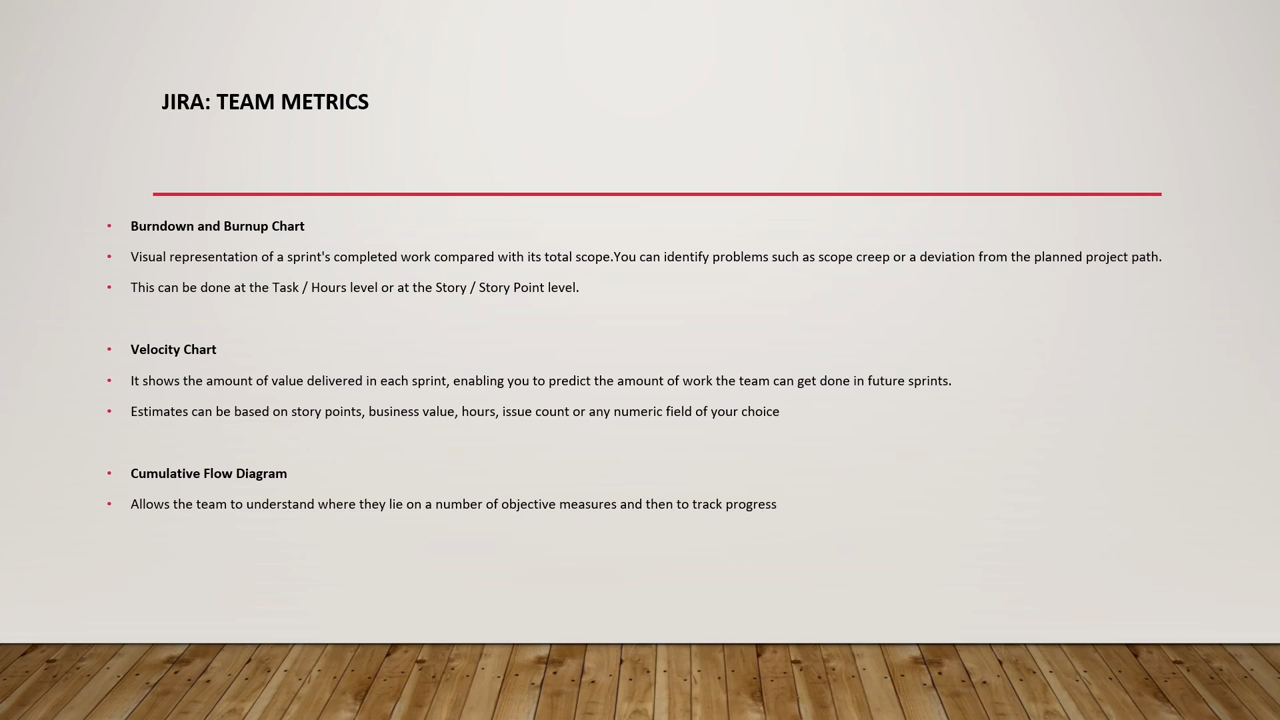 JIRA: TEAM METRICS
• Burndown and Burnup Chart
• Visual representation of a sprint's completed work compared with its total scope.You can identify problems such as scope creep or a deviation from the planned project path.
• This can be done at the Task / Hours level or at the Story / Story Point level.
• Velocity Chart
• It shows the amount of value delivered in each sprint, enabling you to predict the amount of work the team can get done in future sprints.
• Estimates can be based on story points, business value, hours, issue count or any numeric field of your choice
• Cumulative Flow Diagram
• Allows the team to understand where they lie on a number of objective measures and then to track progress